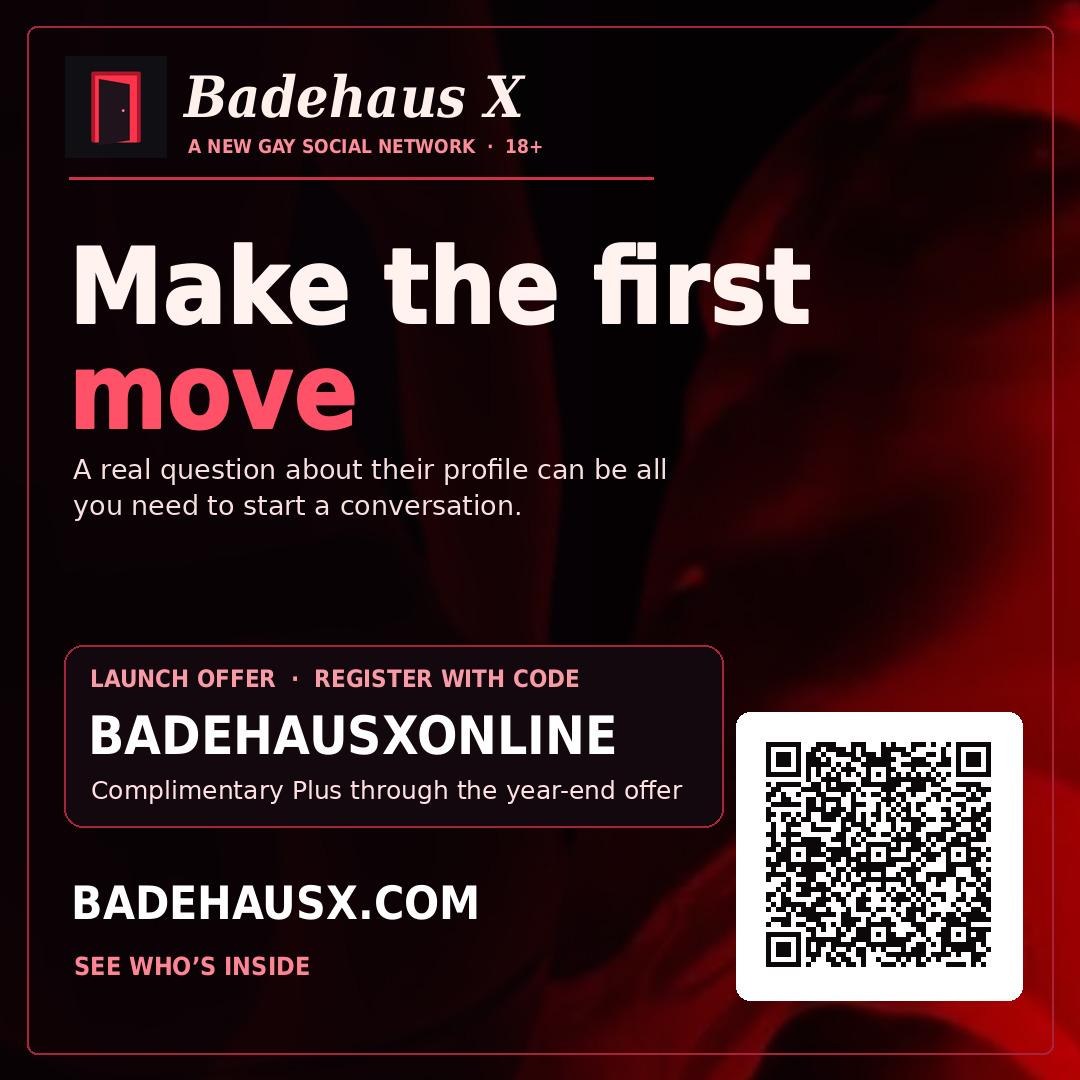 Badehaus X
A NEW GAY SOCIAL NETWORK · 18+
Make the first
move
A real question about their profile can be all
you need to start a conversation.
LAUNCH OFFER · REGISTER WITH CODE
BADEHAUSXONLINE
Complimentary Plus through the year-end offer
BADEHAUSX.COM
SEE WHO’S INSIDE